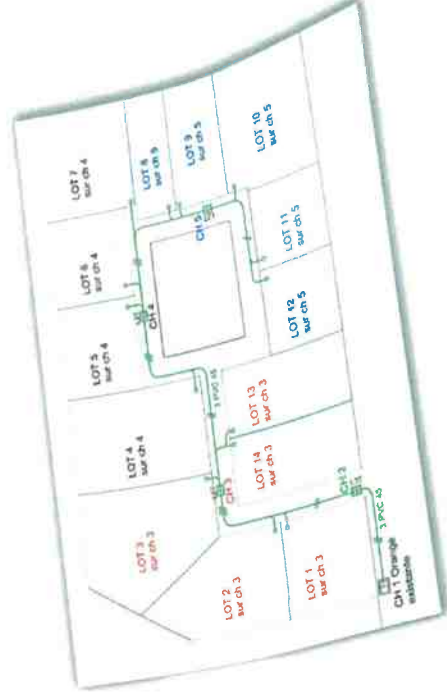 LOT 7
sur ch 4
LOT 6
sur ch 4
LOT 5
sur ch 4
LOT 4
sur ch 4
LOT 3
sur ch 3
LOT 2
sur ch 3
LOT 1
sur ch 3
LOT 8
sur ch 5
LOT 9
sur ch 5
LOT 10
sur ch 5
LOT 11
sur ch 5
LOT 12
sur ch 5
LOT 13
sur ch 3
LOT 14
sur ch 3
CH 5
CH 4
3 PVC 45
CH 3
CH 2
3 PVC 45
CH 1 Orange
existante